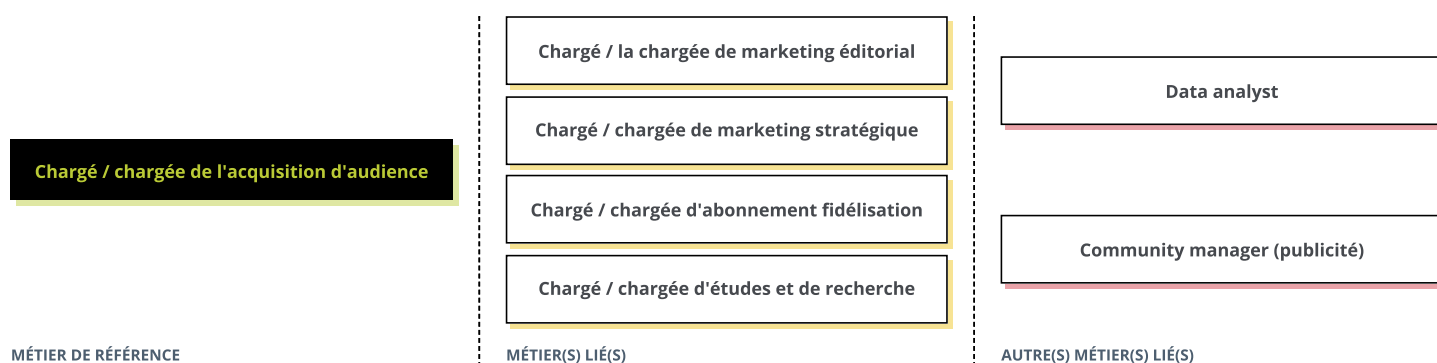 Chargé / chargée de l'acquisition d'audience
MÉTIER DE RÉFÉRENCE
Chargé / la chargée de marketing éditorial
Chargé / chargée de marketing stratégique
Chargé / chargée d'abonnement fidélisation
Chargé / chargée d'études et de recherche
MÉTIER(S) LIÉ(S)
Data analyst
Community manager (publicité)
AUTRE(S) MÉTIER(S) LIÉ(S)